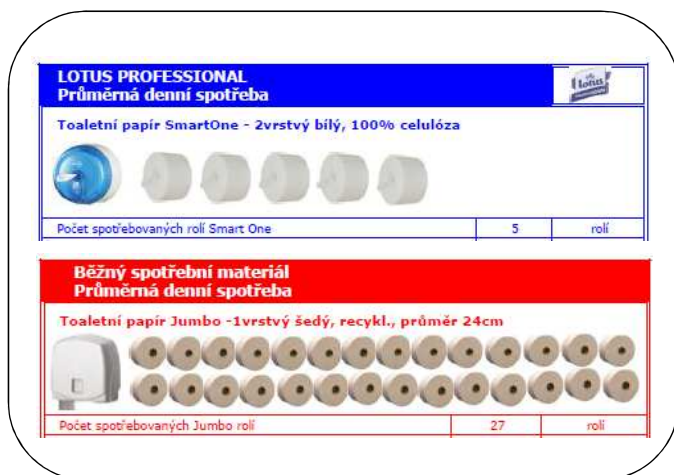 LOTUS PROFESSIONAL
Průměrná denní spotřeba
Lotus
Toaletní papír SmartOne - 2vrstvý bílý, 100% celulóza
Počet spotřebovaných rolí Smart One 5 rolí
Běžný spotřební materiál
Průměrná denní spotřeba
Toaletní papír Jumbo -1vrstvý šedý, recykl., průměr 24cm
Počet spotřebovaných Jumbo rolí 27 rolí